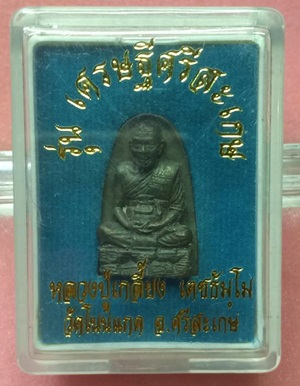 รุ่น เศรษฐีศรีสะเกษ
หลวงปู่เกลี้ยง เตชธมฺโม
วัดโนนแกด จ.ศรีสะเกษ